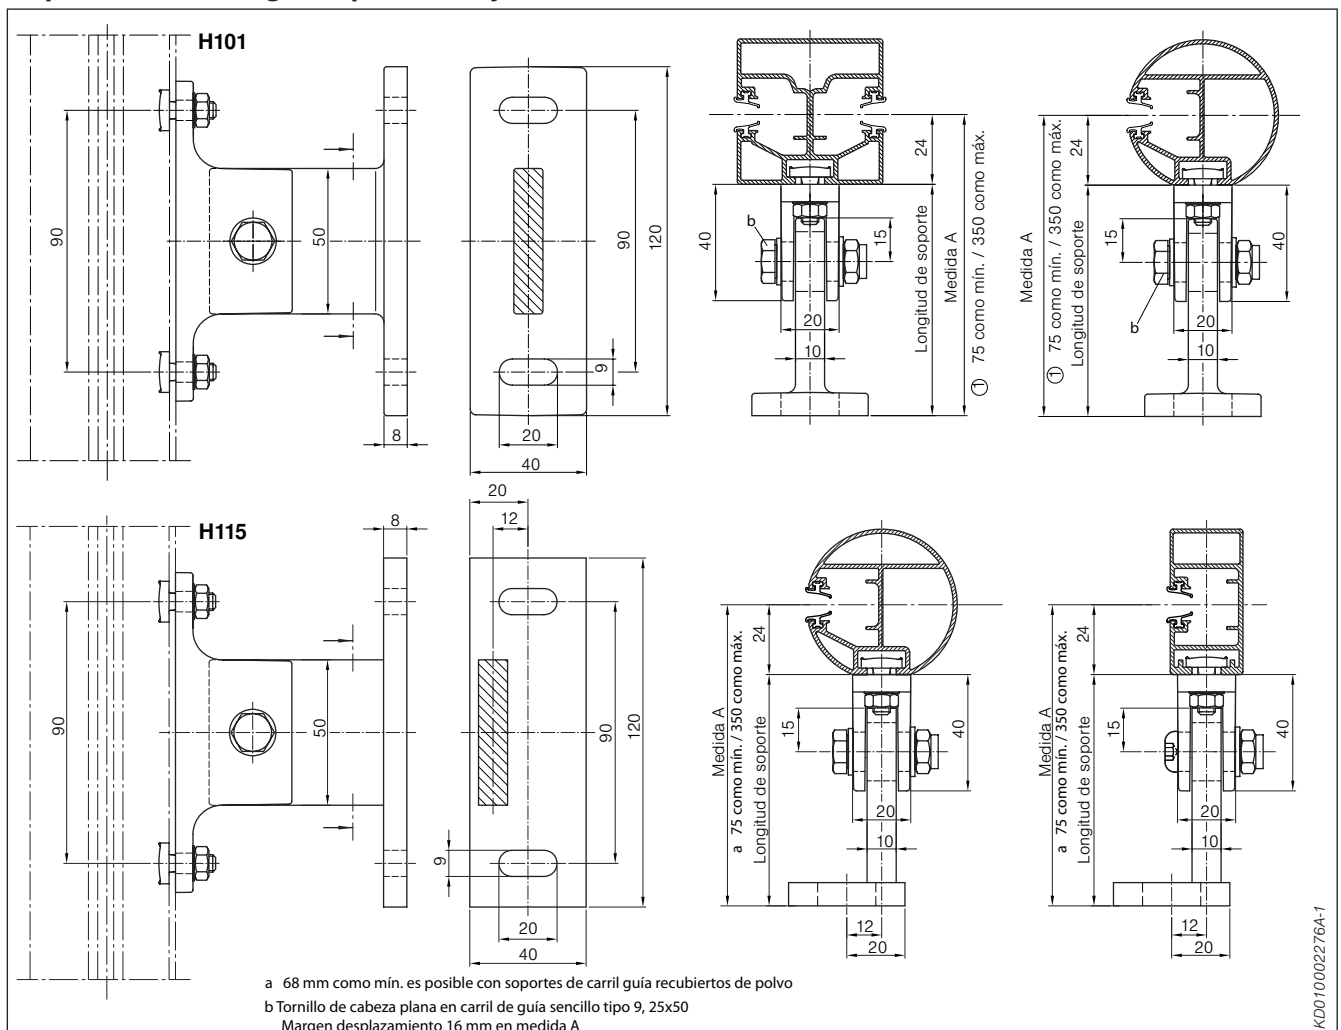 H101
90
50
8
90
120
9
20
40
b
40
15
20
10
24
Longitud de soporte
Medida A
① 75 como mín. / 350 como máx.
Medida A
① 75 como mín. / 350 como máx.
Longitud de soporte
24
15
40
20
10
b
H115
90
50
8
20
12
90
120
9
20
40
Medida A
a 75 como mín. / 350 como máx.
Longitud de soporte
24
15
40
20
10
12
20
Medida A
a 75 como mín. / 350 como máx.
Longitud de soporte
24
15
40
20
10
12
20
a 68 mm como mín. es posible con soportes de carril guía recubiertos de polvo
b Tornillo de cabeza plana en carril de guía sencillo tipo 9, 25x50
Margen desplazamiento 16 mm en medida A
KD010002276A-1